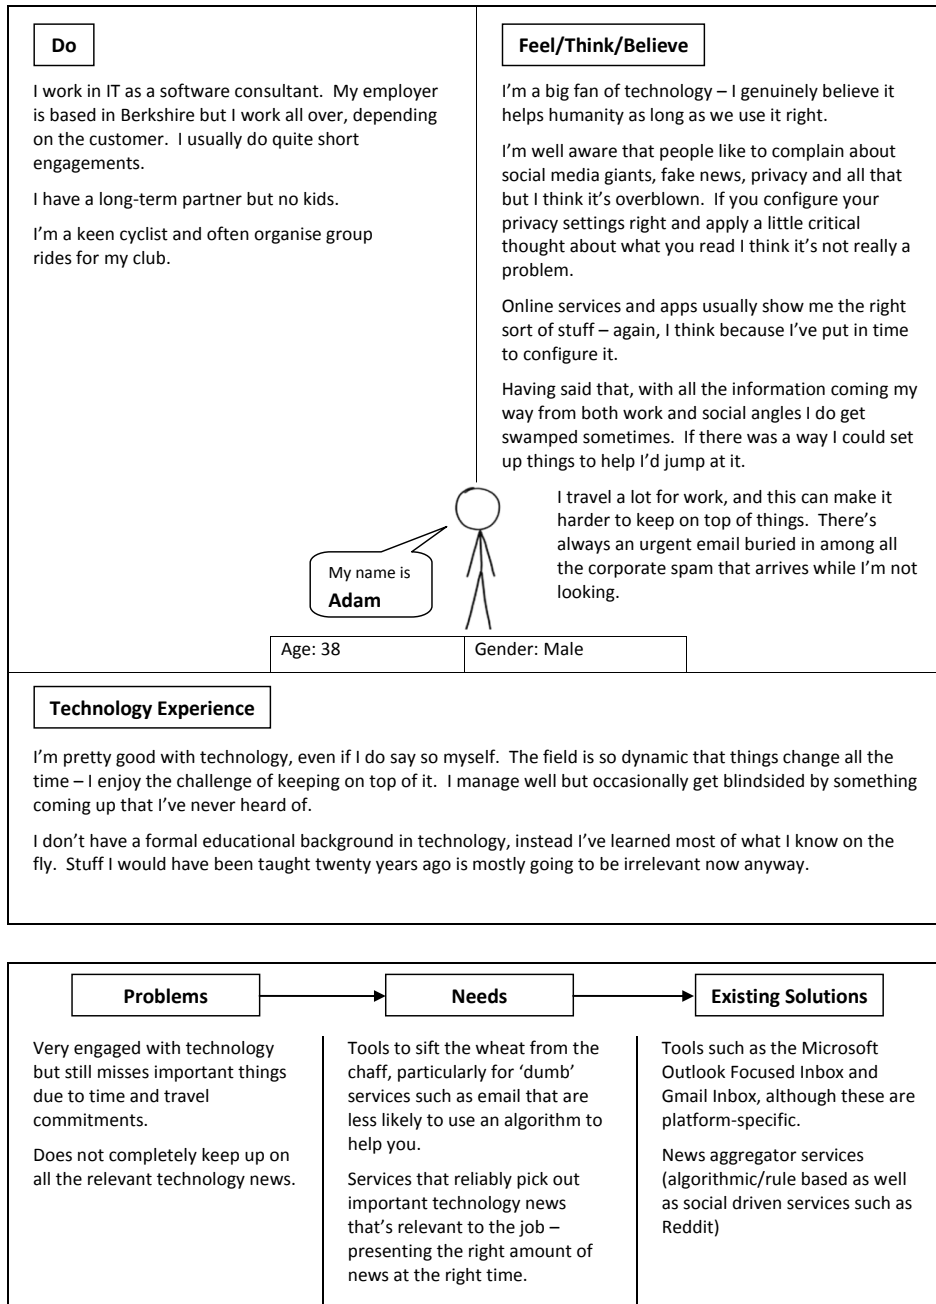 Do
I work in IT as a software consultant. My employer
is based in Berkshire but I work all over, depending
on the customer. I usually do quite short
engagements.
I have a long-term partner but no kids.
I'm a keen cyclist and often organise group
rides for my club.
Feel/Think/Believe
I'm a big fan of technology – I genuinely believe it
helps humanity as long as we use it right.
I'm well aware that people like to complain about
social media giants, fake news, privacy and all that
but I think it's overblown. If you configure your
privacy settings right and apply a little critical
thought about what you read I think it's not really a
problem.
Online services and apps usually show me the right
sort of stuff – again, I think because I've put in time
to configure it.
Having said that, with all the information coming my
way from both work and social angles I do get
swamped sometimes. If there was a way I could set
up things to help I'd jump at it.
I travel a lot for work, and this can make it
harder to keep on top of things. There's
always an urgent email buried in among all
the corporate spam that arrives while I'm not
looking.
My name is
Adam
Age: 38
Gender: Male
Technology Experience
I'm pretty good with technology, even if I do say so myself. The field is so dynamic that things change all the
time – I enjoy the challenge of keeping on top of it. I manage well but occasionally get blindsided by something
coming up that I've never heard of.
I don't have a formal educational background in technology, instead I've learned most of what I know on the
fly. Stuff I would have been taught twenty years ago is mostly going to be irrelevant now anyway.
Problems
Very engaged with technology
but still misses important things
due to time and travel
commitments.
Does not completely keep up on
all the relevant technology news.
Needs
Tools to sift the wheat from the
chaff, particularly for 'dumb'
services such as email that are
less likely to use an algorithm to
help you.
Services that reliably pick out
important technology news
that's relevant to the job –
presenting the right amount of
news at the right time.
Existing Solutions
Tools such as the Microsoft
Outlook Focused Inbox and
Gmail Inbox, although these are
platform-specific.
News aggregator services
(algorithmic/rule based as well
as social driven services such as
Reddit)